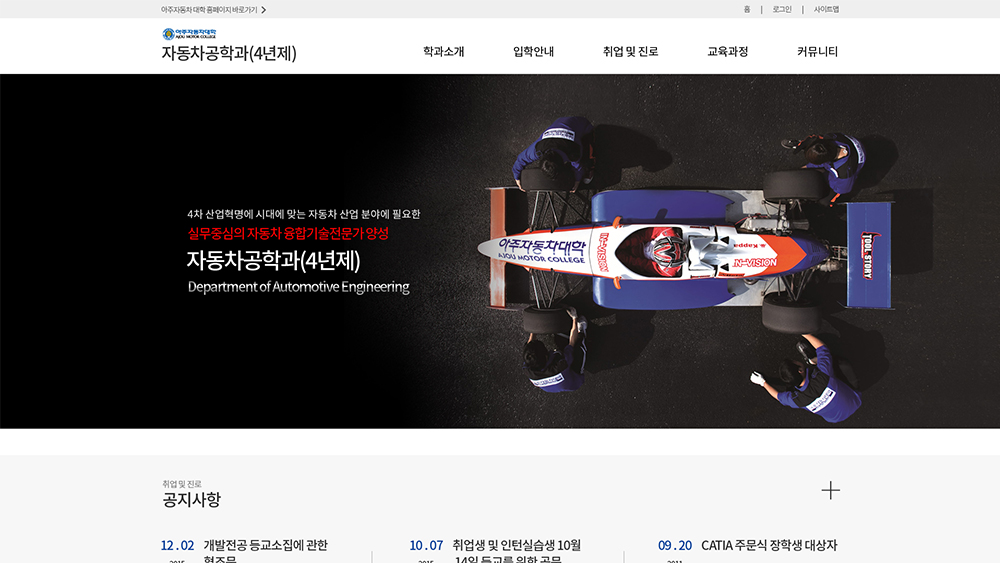 아주자동차 대학 홈페이지 바로가기
홈 | 로그인 | 사이트맵
아주자동차대학
AJOU MOTOR COLLEGE
자동차공학과(4년제)
학과소개 입학안내 취업 및 진로 교육과정 커뮤니티
4차 산업혁명에 시대에 맞는 자동차 산업 분야에 필요한
실무중심의 자동차 융합기술전문가 양성
자동차공학과(4년제)
Department of Automotive Engineering
아주자동차대학
AJOU MOTOR COLLEGE
IN-VISION
Kappa
IN-VISION
TOOL STORY
취업 및 진로
공지사항
12.02 개발전공 등교소집에 관한
2015 협조문
10.07 취업생 및 인턴실습생 10월
2015 14일 등교를 위한 공문
09.20 CATIA 주문식 장학생 대상자
2011